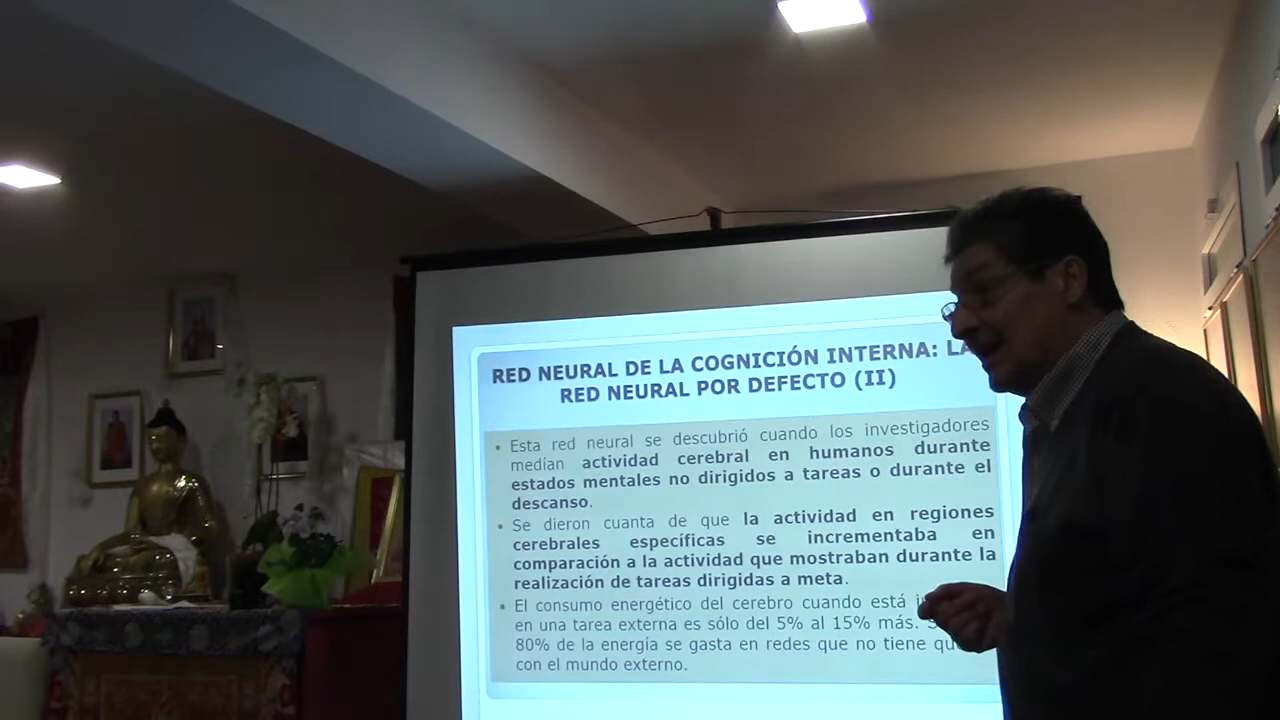 RED NEURAL DE LA COGNICIÓN INTERNA: LA
RED NEURAL POR DEFECTO (II)
• Esta red neural se descubrió cuando los investigadores
medían actividad cerebral en humanos durante
estados mentales no dirigidos a tareas o durante el
descanso.
• Se dieron cuanta de que la actividad en regiones
cerebrales específicas se incrementaba en
comparación a la actividad que mostraban durante la
realización de tareas dirigidas a meta.
• El consumo energético del cerebro cuando está
en una tarea externa es sólo del 5% al 15% más.
80% de la energía se gasta en redes que no tiene
con el mundo externo.